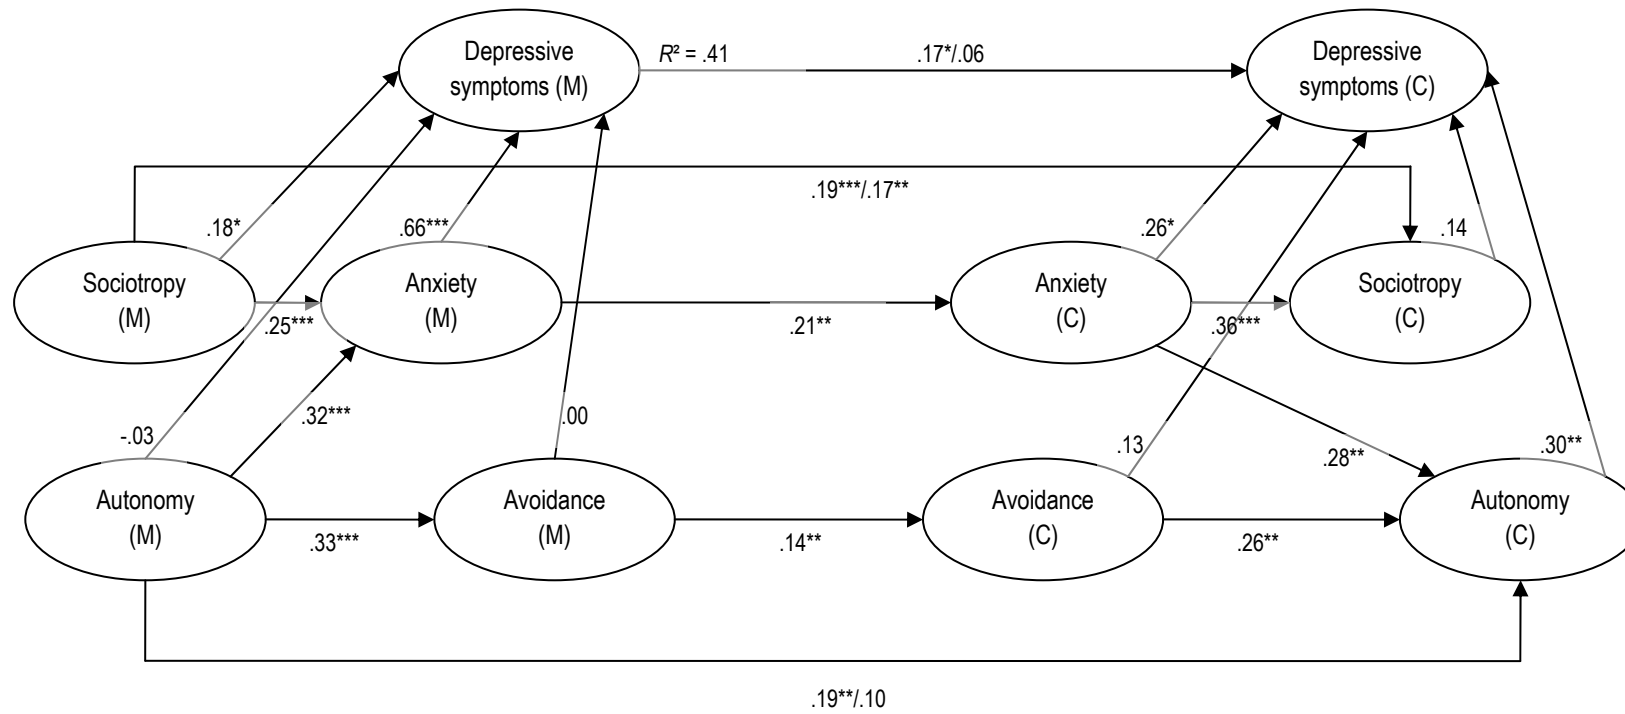 Depressive
symptoms (M)
R² = .41
.17*/.06
Depressive
symptoms (C)
.19***/.17**
.18*
.66***
.26*
.14
Sociotropy
(M)
Anxiety
(M)
Anxiety
(C)
Sociotropy
(C)
.25***
.21**
.36***
.32***
.00
-.03
.13
.28**
.30**
Autonomy
(M)
Avoidance
(M)
Avoidance
(C)
Autonomy
(C)
.33***
.14**
.26**
.19**/.10